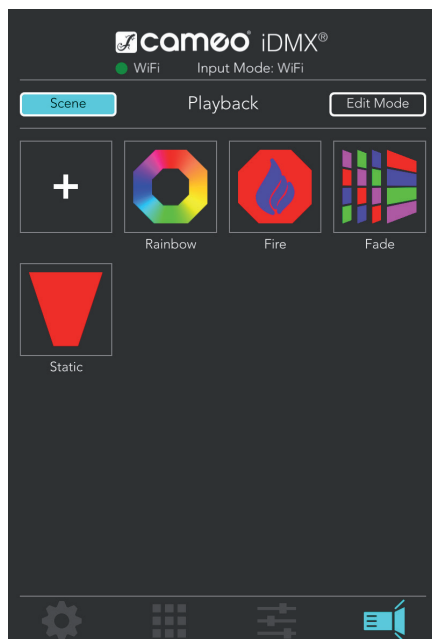 cameo iDMX®
WiFi Input Mode: WiFi
Scene Playback Edit Mode
+
Rainbow Fire Fade
Static